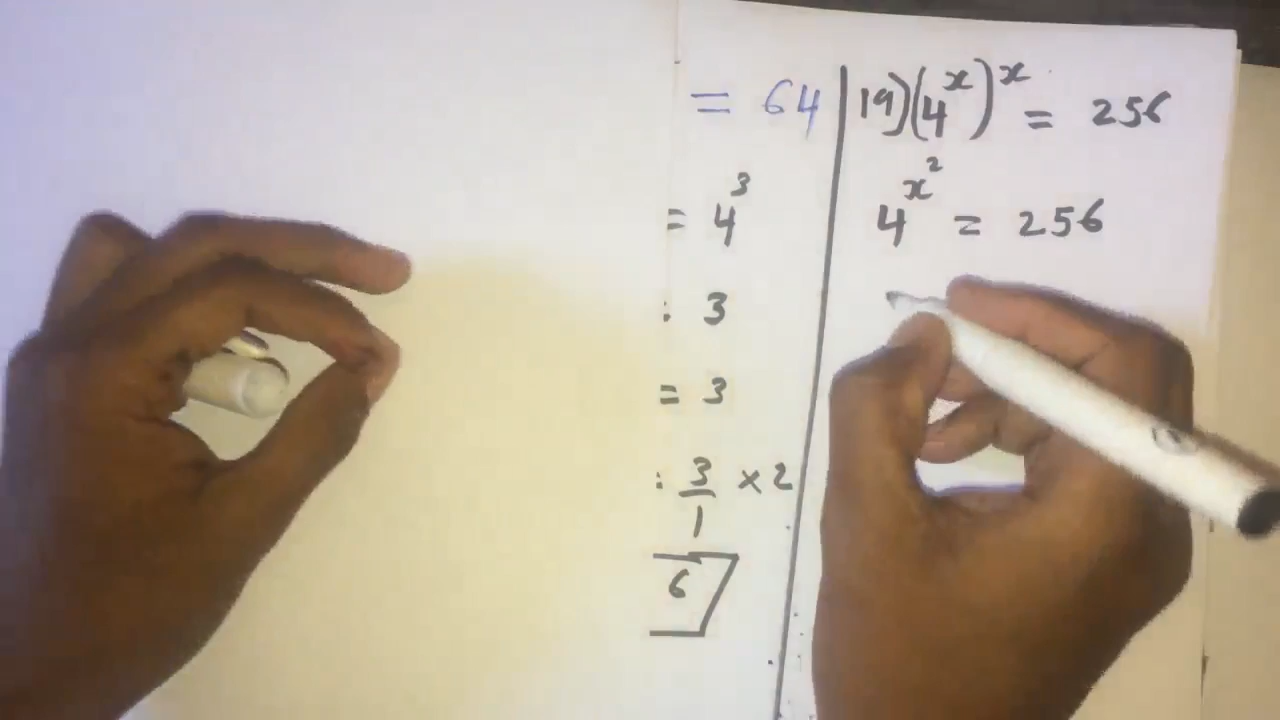 = 64
= 4³
: 3
= 3
: 3/1 × 2
6
19) (4^x)^x = 256
4^x² = 256